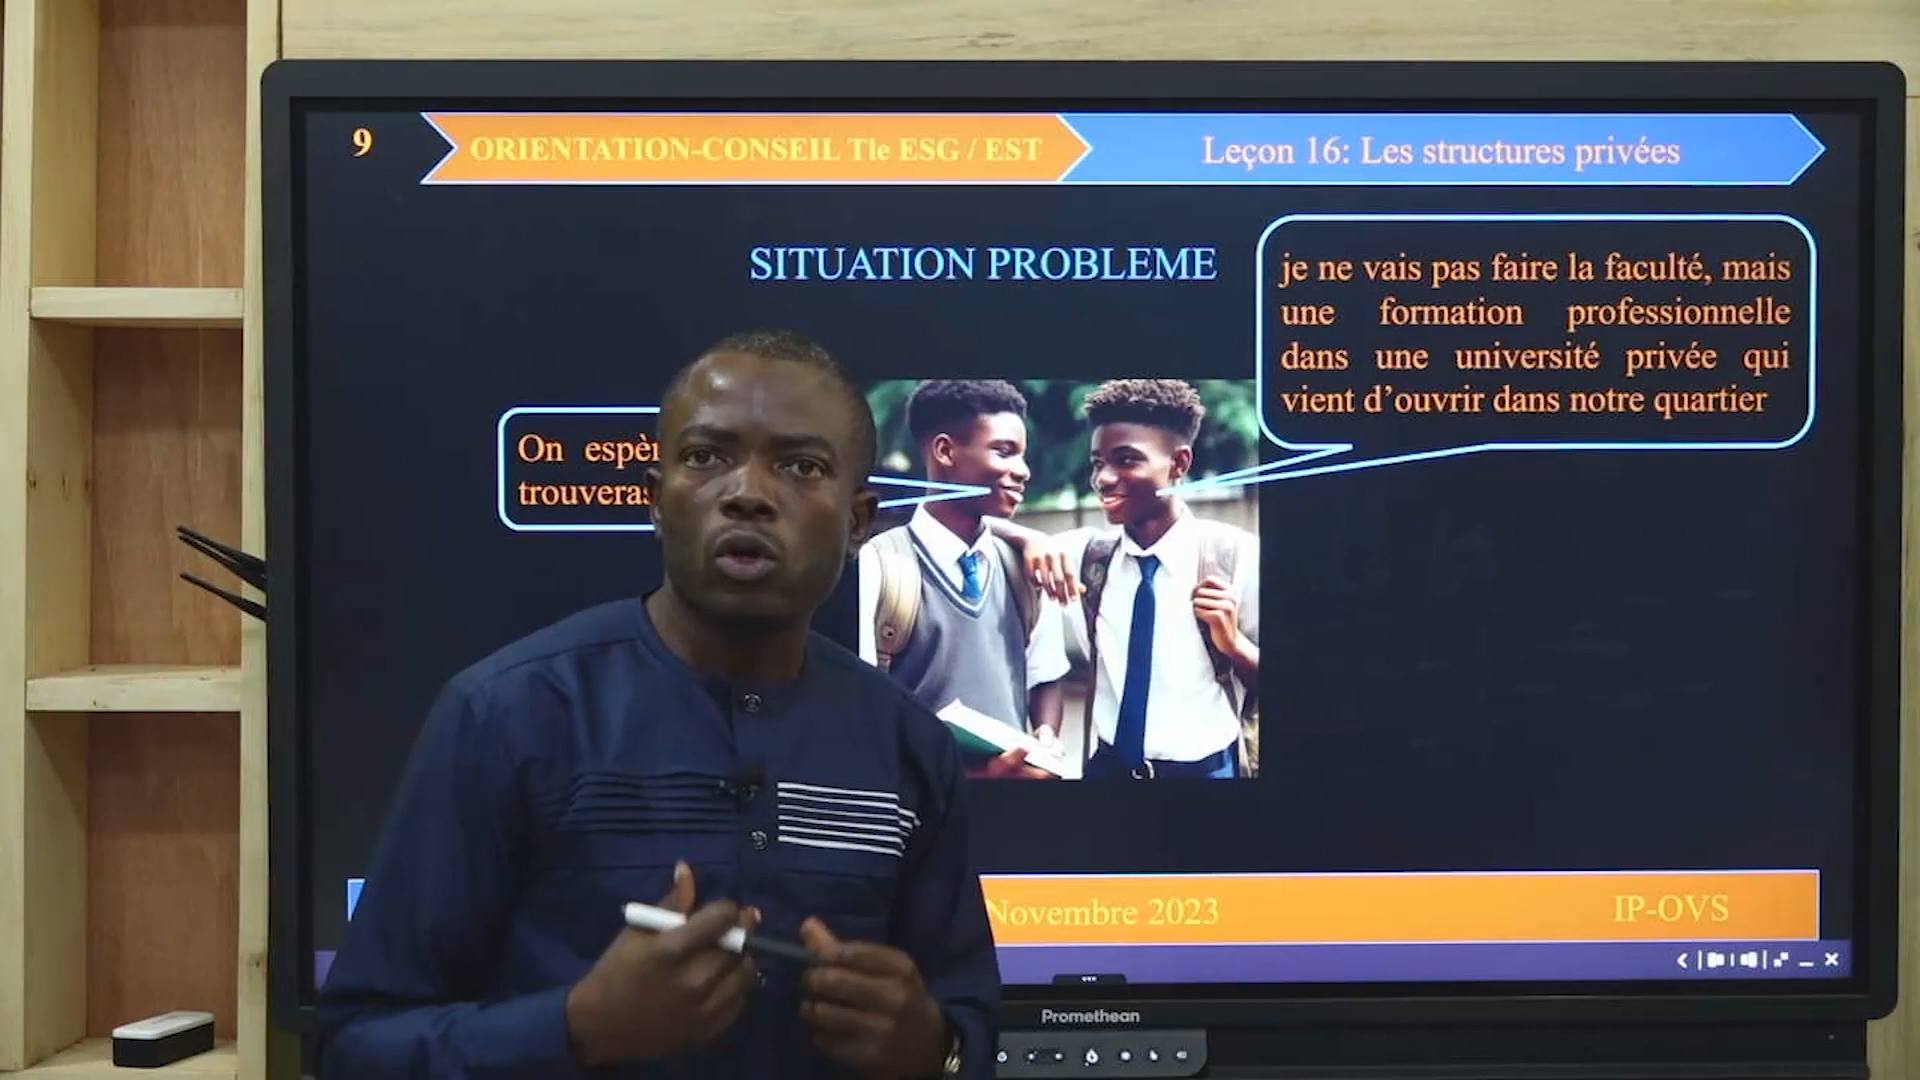 9
ORIENTATION-CONSEIL Tle ESG / EST
Leçon 16: Les structures privées
SITUATION PROBLEME
je ne vais pas faire la faculté, mais
une formation professionnelle
dans une université privée qui
vient d'ouvrir dans notre quartier
On
Novembre 2023
IP-OVS
Promethean